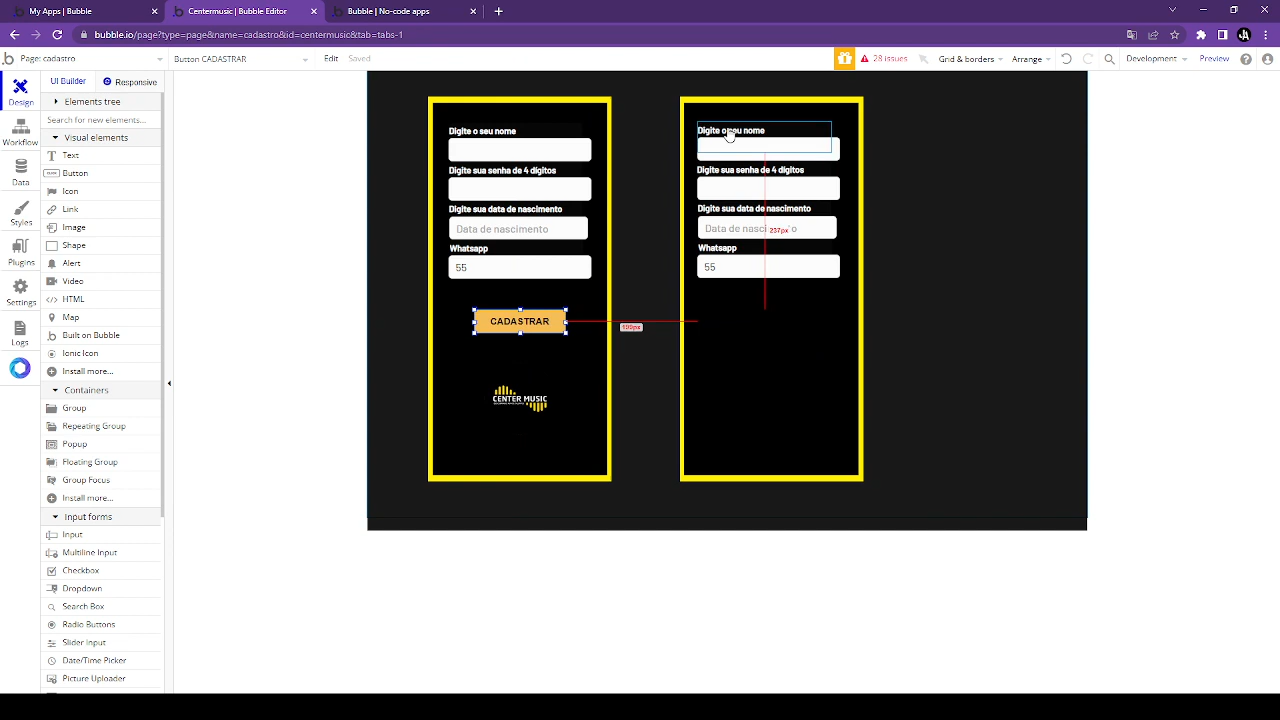 My Apps | Bubble
Centermusic | Bubble Editor
Bubble | No-code apps
bubble.io/page?type=page&name=cadastro&id=centermusic&tab=tabs-1
Page: cadastro
Button CADASTRAR
Edit
Saved
28 issues
Grid & borders
Arrange
Development
Preview
Design
Workflow
Data
Styles
Plugins
Settings
Logs
UI Builder
Responsive
Elements tree
Search for new elements...
Visual elements
Text
Button
Icon
Link
Image
Shape
Alert
Video
HTML
Map
Built on Bubble
Ionic Icon
Install more...
Containers
Group
Repeating Group
Popup
Floating Group
Group Focus
Install more...
Input forms
Input
Multiline Input
Checkbox
Dropdown
Search Box
Radio Buttons
Slider Input
Date/Time Picker
Picture Uploader
Digite o seu nome
Digite sua senha de 4 dígitos
Digite sua data de nascimento
Data de nascimento
Whatsapp
55
CADASTRAR
CENTER MUSIC
199px
Digite o seu nome
Digite sua senha de 4 dígitos
Digite sua data de nascimento
Data de nasci o
237px
Whatsapp
55